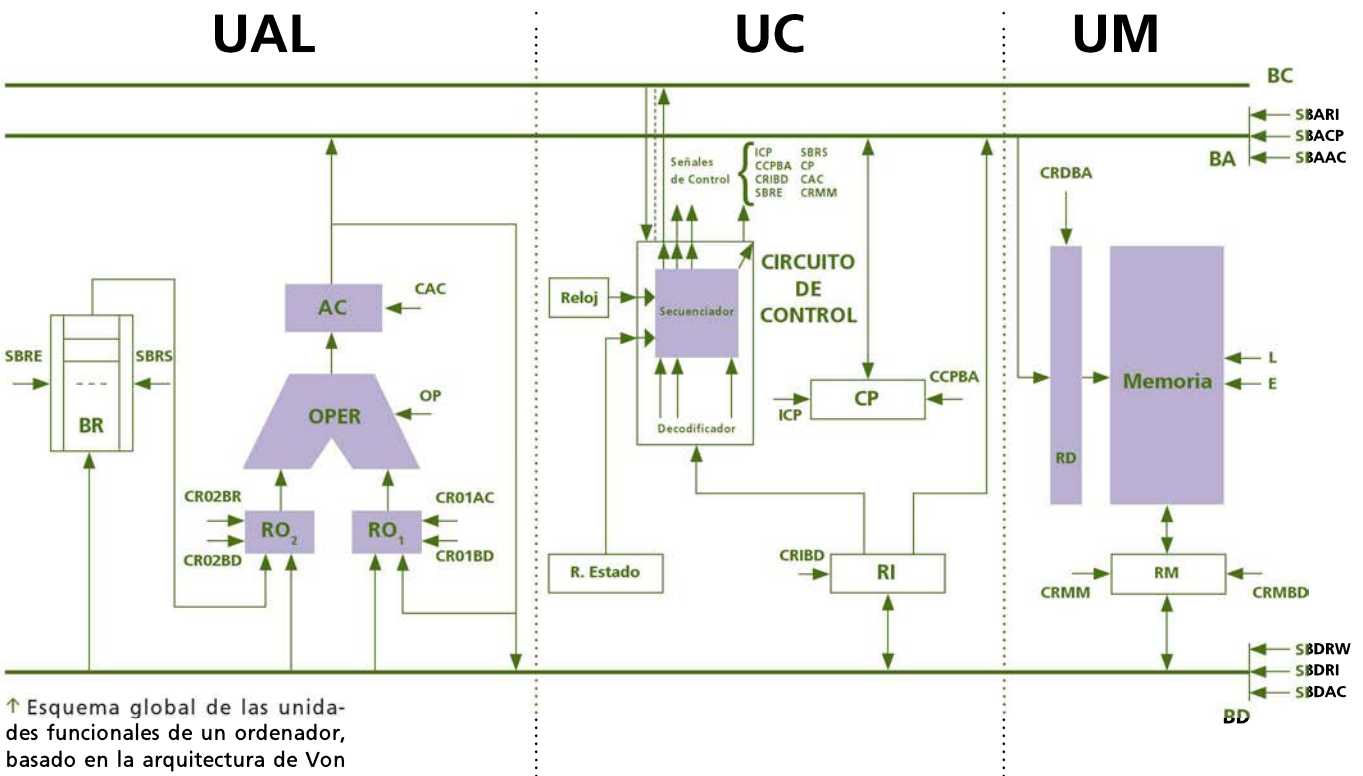 UAL
UC
UM
BC
SBARI
SBACP
SBAAC
BA
Señales
de Control
ICP SBRS
CCPBA CP
CRIBD CAC
SBRE CRMM
CRDBA
CIRCUITO
DE
CONTROL
Reloj
Secuenciador
Decodificador
AC
CAC
SBRE
SBRS
BR
OPER
OP
CP
ICP
CCPBA
Memoria
L
E
RD
CR02BR
CR02BD
RO2
RO1
CR01AC
CR01BD
R. Estado
CRIBD
RI
RM
CRMM
CRMBD
SBDRW
SBDRI
SBDAC
BD
↑ Esquema global de las unida-
des funcionales de un ordenador,
basado en la arquitectura de Von